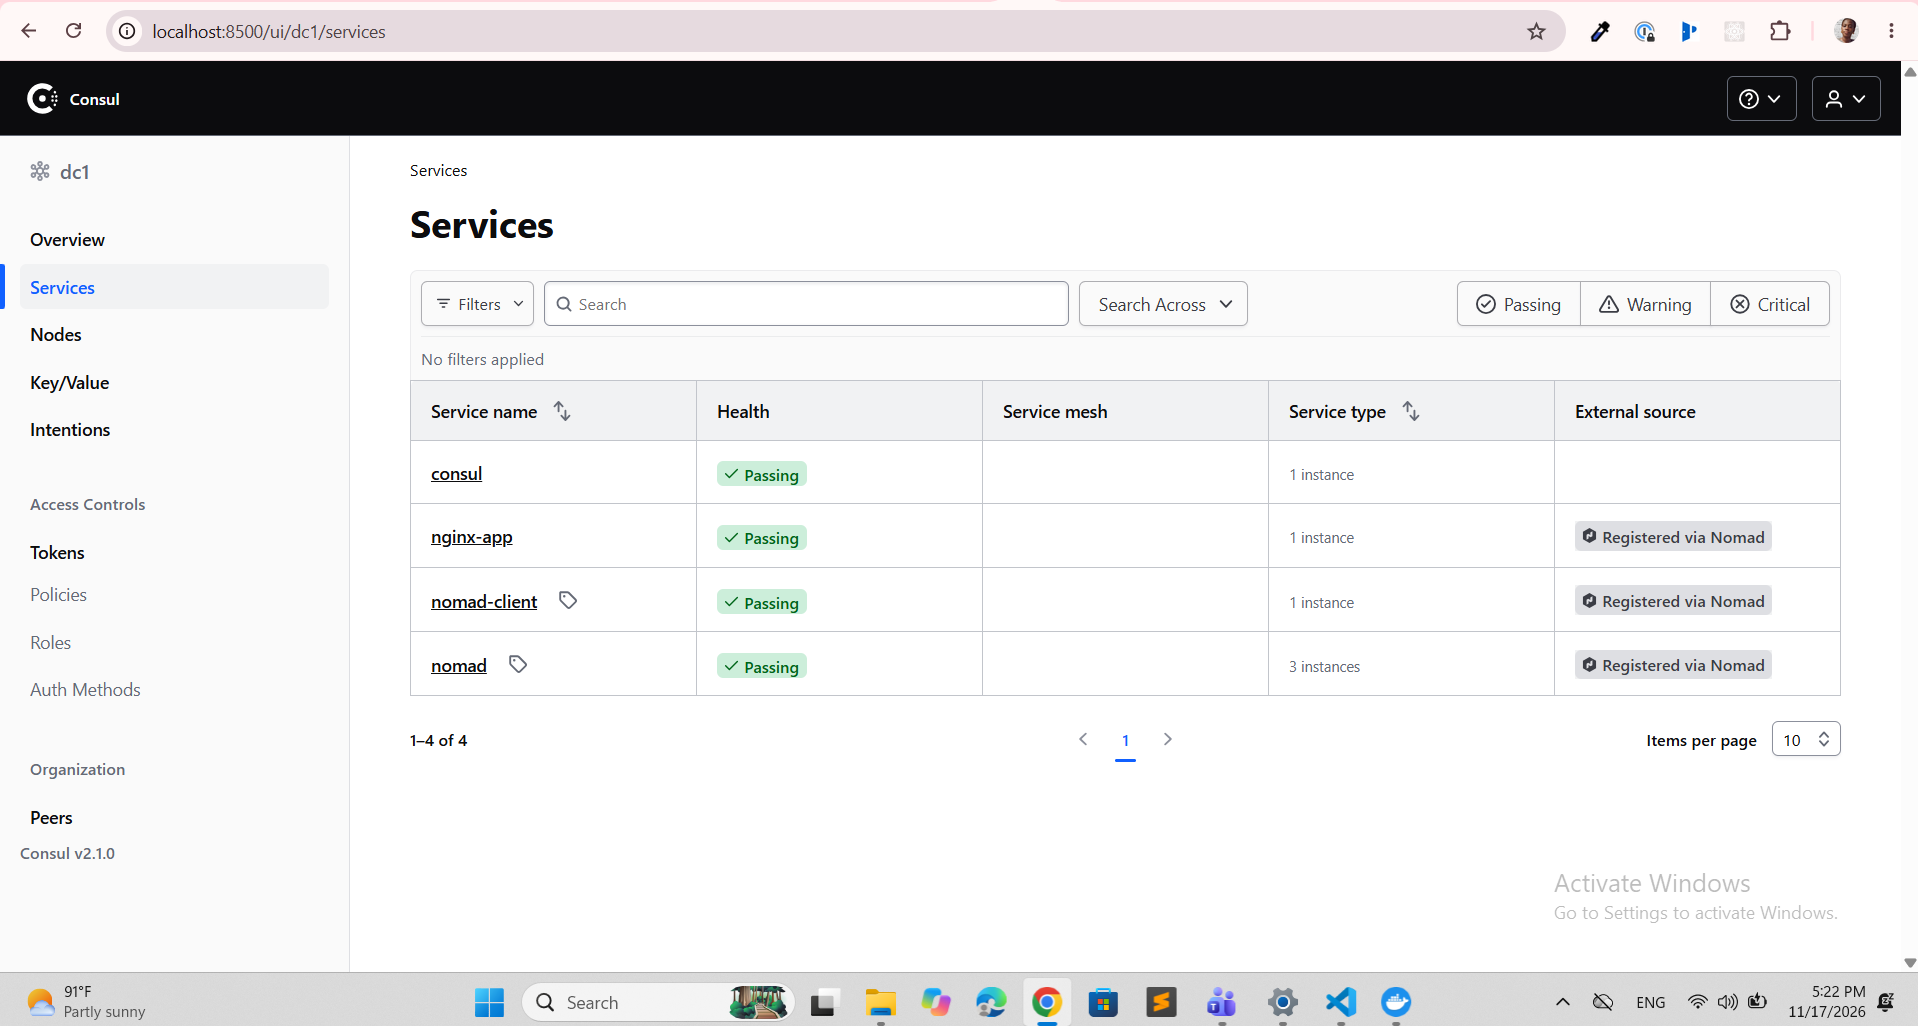 localhost:8500/ui/dc1/services
Consul
dc1
Overview
Services
Nodes
Key/Value
Intentions
Access Controls
Tokens
Policies
Roles
Auth Methods
Organization
Peers
Consul v2.1.0
Services
Services
Filters Search Search Across Passing Warning Critical
No filters applied
Service name Health Service mesh Service type External source
consul Passing 1 instance
nginx-app Passing 1 instance Registered via Nomad
nomad-client Passing 1 instance Registered via Nomad
nomad Passing 3 instances Registered via Nomad
1–4 of 4 1 Items per page 10
Activate Windows
Go to Settings to activate Windows.
91°F
Partly sunny
Search
ENG
5:22 PM
11/17/2026